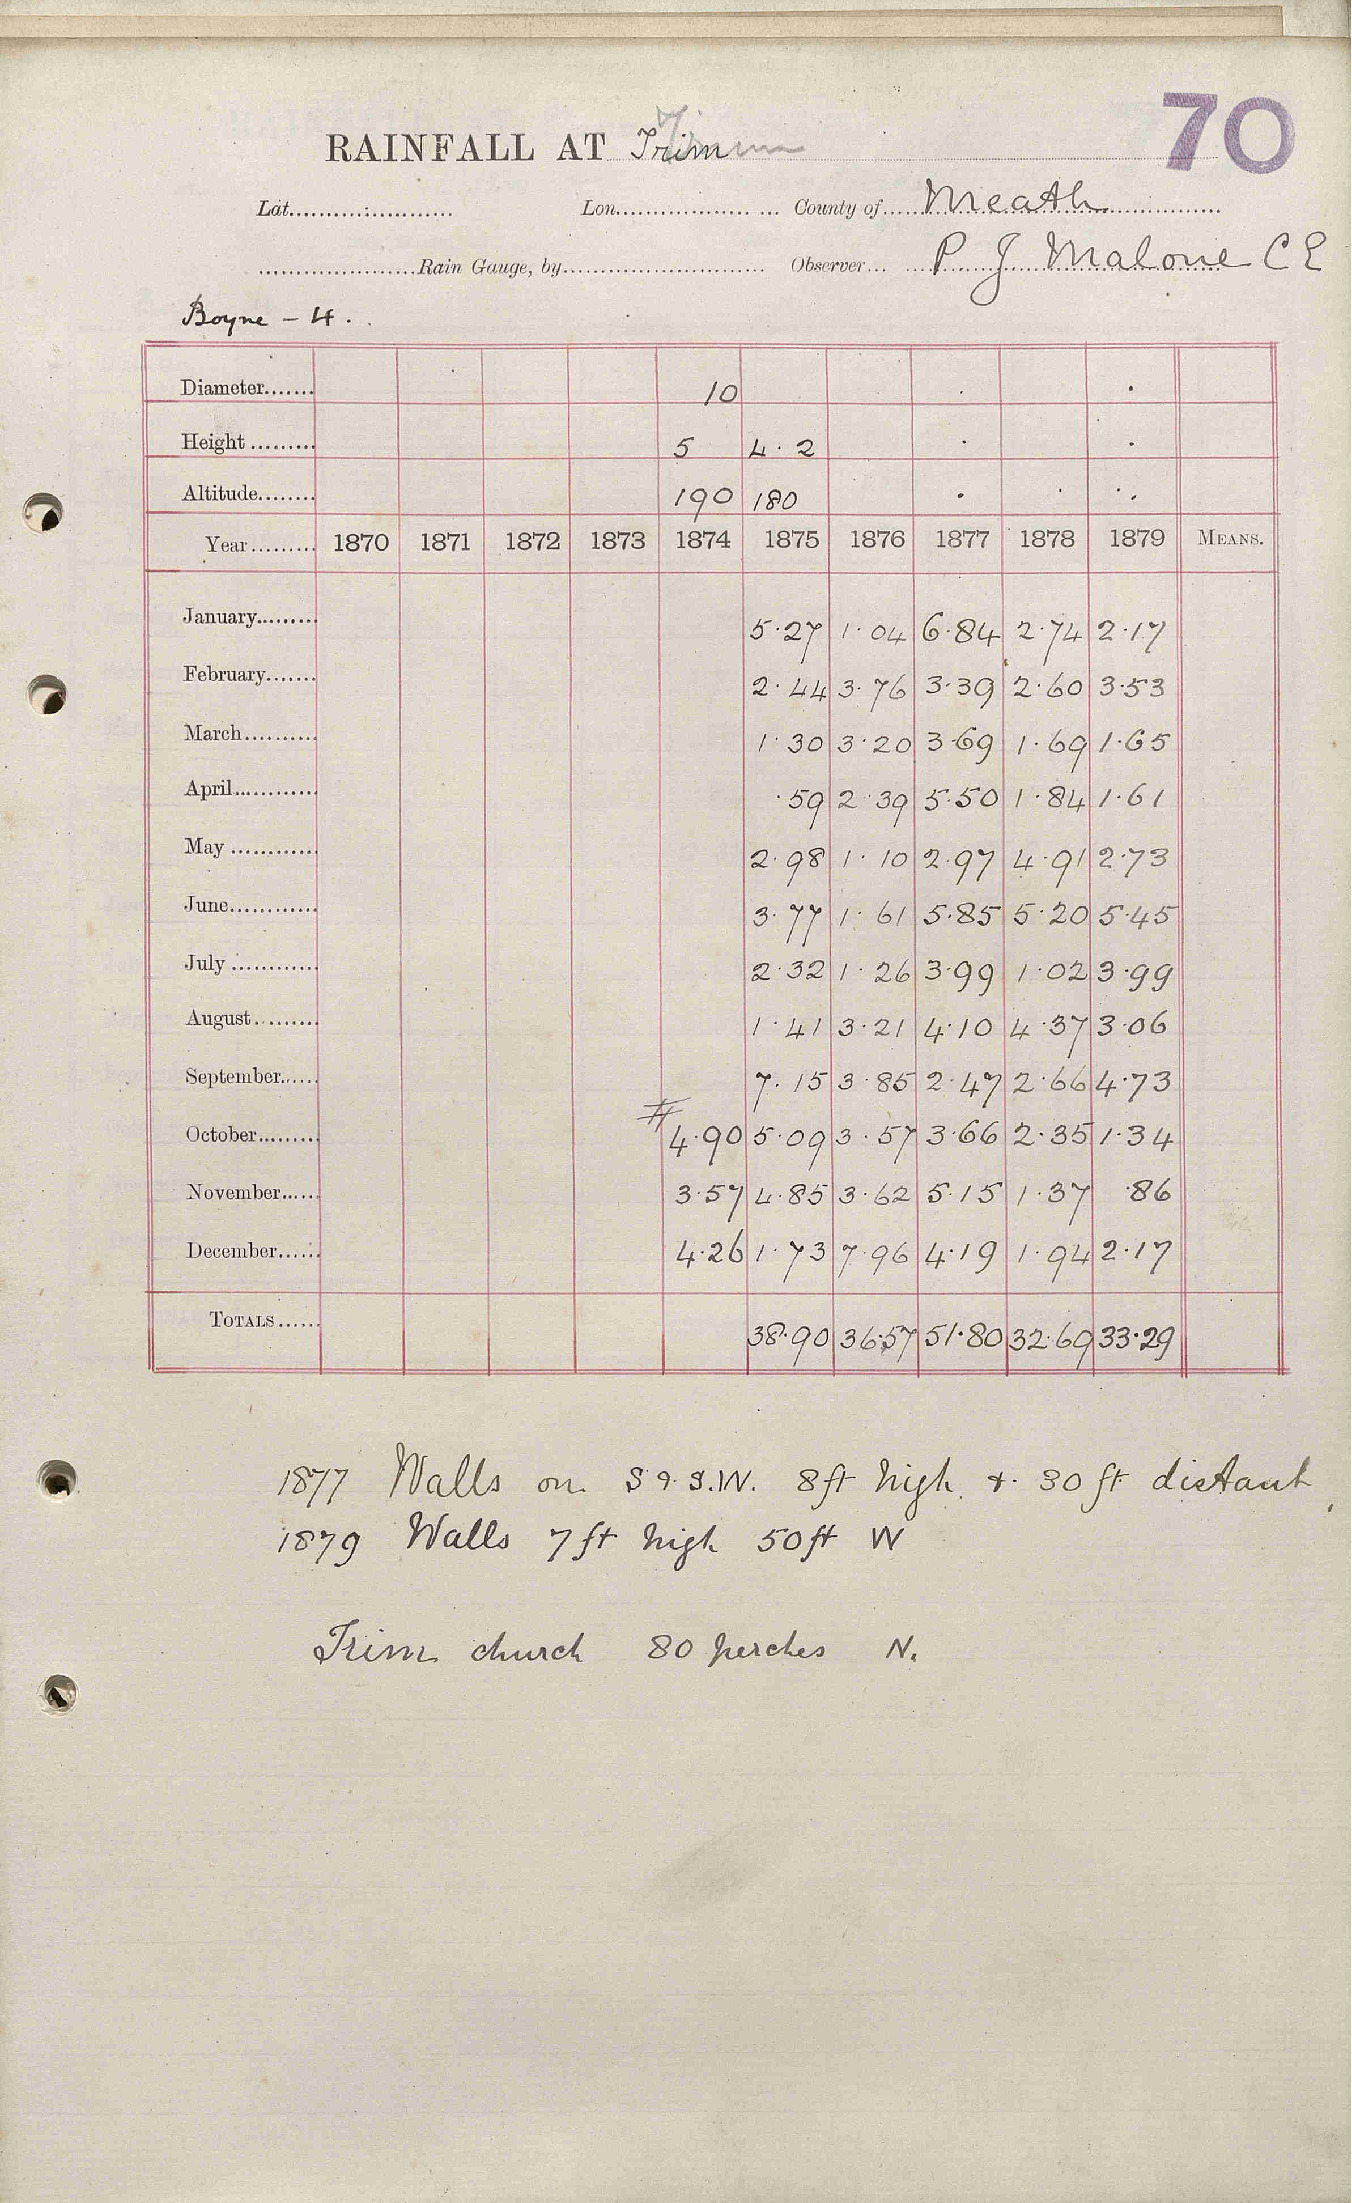 70
RAINFALL AT Trim
Lat. Lon. County of Meath
Rain Gauge, by Observer P J Malone C E
Boyne - 4.
Diameter 10
Height 5 4.2
Altitude 190 180
Year 1870 1871 1872 1873 1874 1875 1876 1877 1878 1879 MEANS.
January 5.27 1.04 6.84 2.74 2.17
February 2.44 3.76 3.39 2.60 3.53
March 1.30 3.20 3.69 1.69 1.65
April .59 2.39 5.50 1.84 1.61
May 2.98 1.10 2.97 4.91 2.73
June 3.77 1.61 5.85 5.20 5.45
July 2.32 1.26 3.99 1.02 3.99
August 1.41 3.21 4.10 4.37 3.06
September 7.15 3.85 2.47 2.66 4.73
October 4.90 5.09 3.57 3.66 2.35 1.34
November 3.57 4.85 3.62 5.15 1.37 .86
December 4.26 1.73 7.96 4.19 1.94 2.17
TOTALS 38.90 36.57 51.80 32.69 33.29
1877 Walls on S & S.W. 8ft high & 30 ft distant
1879 Walls 7ft high 50ft W
Trim church 80 perches N.